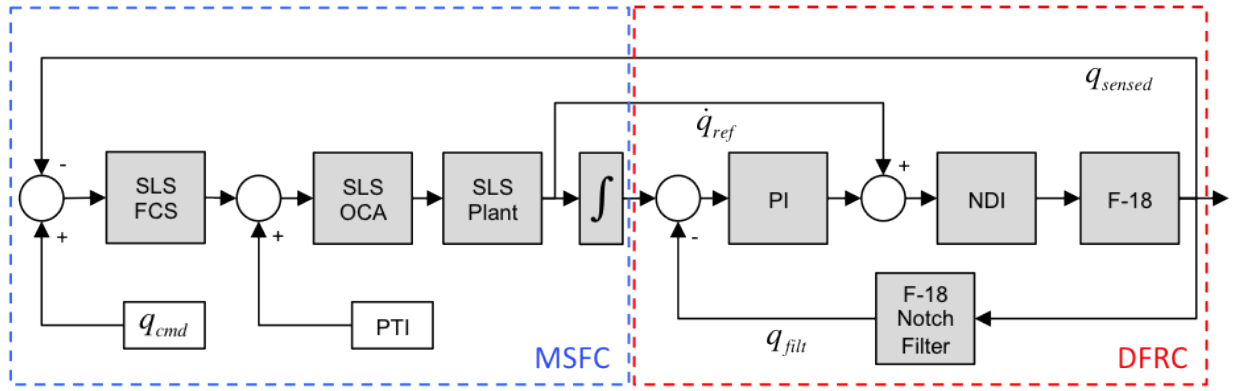 q_sensed
q̇_ref
-
SLS
FCS
SLS
OCA
SLS
Plant
∫
PI
+
NDI
F-18
+
+
-
q_cmd
PTI
q_filt
F-18
Notch
Filter
MSFC
DFRC